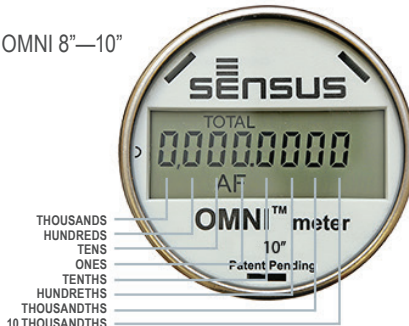 OMNI 8”—10”
SENSUS
TOTAL
0,000.0000
AF
OMNI™ meter
10"
Patent Pending
THOUSANDS
HUNDREDS
TENS
ONES
TENTHS
HUNDRETHS
THOUSANDTHS
10 THOUSANDTHS